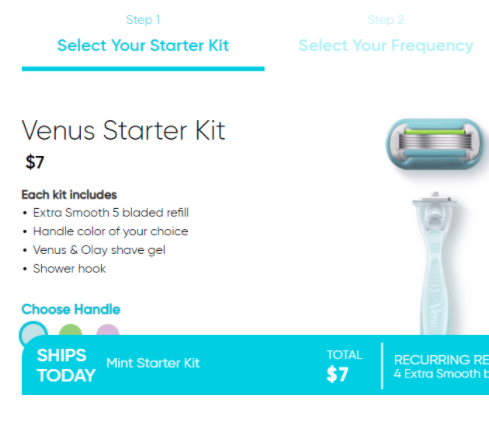 Step 1
Step 2
Select Your Starter Kit
Select Your Frequency
Venus Starter Kit
$7
Each kit includes
• Extra Smooth 5 bladed refill
• Handle color of your choice
• Venus & Olay shave gel
• Shower hook
Choose Handle
Venus
SHIPS TODAY
Mint Starter Kit
TOTAL
$7
RECURRING RE
4 Extra Smooth b